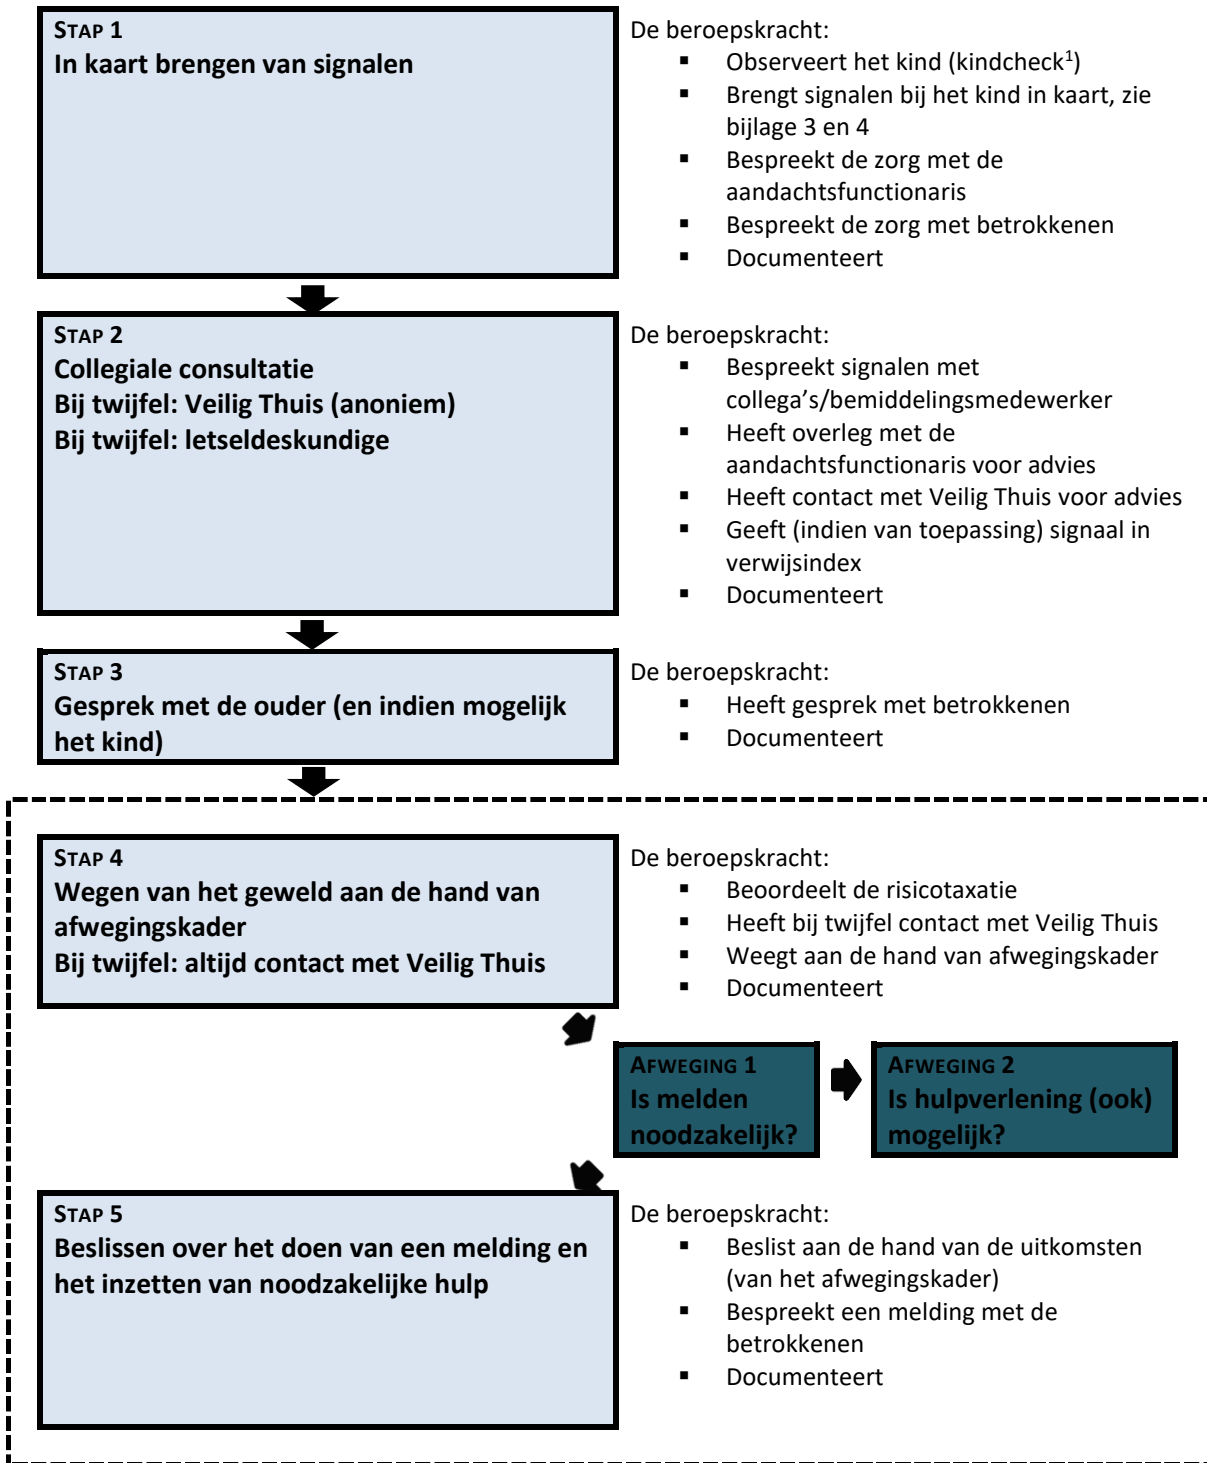 STAP 1
In kaart brengen van signalen
De beroepskracht:
▪ Observeert het kind (kindcheck¹)
▪ Brengt signalen bij het kind in kaart, zie
bijlage 3 en 4
▪ Bespreekt de zorg met de
aandachtsfunctionaris
▪ Bespreekt de zorg met betrokkenen
▪ Documenteert
STAP 2
Collegiale consultatie
Bij twijfel: Veilig Thuis (anoniem)
Bij twijfel: letseldeskundige
De beroepskracht:
▪ Bespreekt signalen met
collega's/bemiddelingsmedewerker
▪ Heeft overleg met de
aandachtsfunctionaris voor advies
▪ Heeft contact met Veilig Thuis voor advies
▪ Geeft (indien van toepassing) signaal in
verwijsindex
▪ Documenteert
STAP 3
Gesprek met de ouder (en indien mogelijk
het kind)
De beroepskracht:
▪ Heeft gesprek met betrokkenen
▪ Documenteert
STAP 4
Wegen van het geweld aan de hand van
afwegingskader
Bij twijfel: altijd contact met Veilig Thuis
De beroepskracht:
▪ Beoordeelt de risicotaxatie
▪ Heeft bij twijfel contact met Veilig Thuis
▪ Weegt aan de hand van afwegingskader
▪ Documenteert
AFWEGING 1
Is melden
noodzakelijk?
AFWEGING 2
Is hulpverlening (ook)
mogelijk?
STAP 5
Beslissen over het doen van een melding en
het inzetten van noodzakelijke hulp
De beroepskracht:
▪ Beslist aan de hand van de uitkomsten
(van het afwegingskader)
▪ Bespreekt een melding met de
betrokkenen
▪ Documenteert